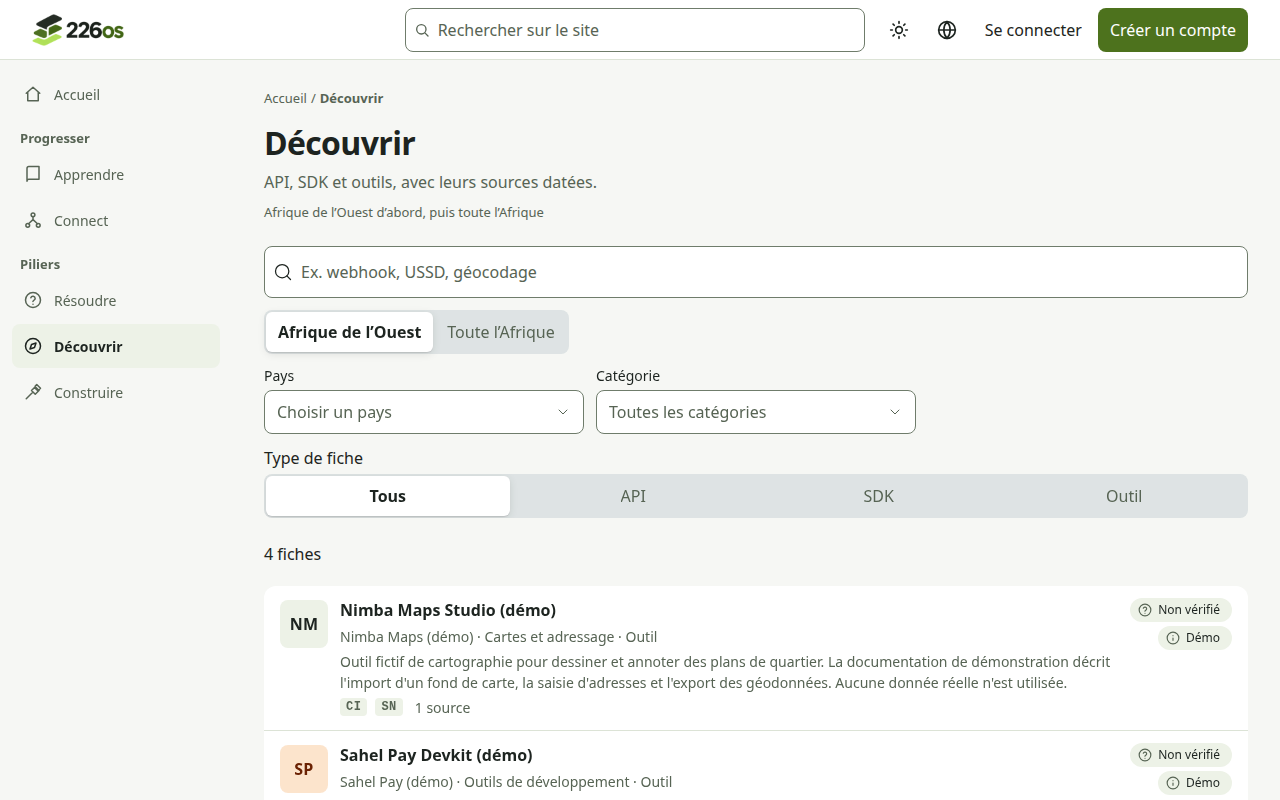 226os
Rechercher sur le site
Se connecter
Créer un compte
Accueil
Progresser
Apprendre
Connect
Piliers
Résoudre
Découvrir
Construire
Accueil / Découvrir
Découvrir
API, SDK et outils, avec leurs sources datées.
Afrique de l’Ouest d’abord, puis toute l’Afrique
Ex. webhook, USSD, géocodage
Afrique de l’Ouest
Toute l’Afrique
Pays
Catégorie
Choisir un pays
Toutes les catégories
Type de fiche
Tous
API
SDK
Outil
4 fiches
NM
Nimba Maps Studio (démo)
Non vérifié
Nimba Maps (démo) · Cartes et adressage · Outil
Démo
Outil fictif de cartographie pour dessiner et annoter des plans de quartier. La documentation de démonstration décrit
l'import d'un fond de carte, la saisie d'adresses et l'export des géodonnées. Aucune donnée réelle n'est utilisée.
CI SN 1 source
SP
Sahel Pay Devkit (démo)
Non vérifié
Sahel Pay (démo) · Outils de développement · Outil
Démo